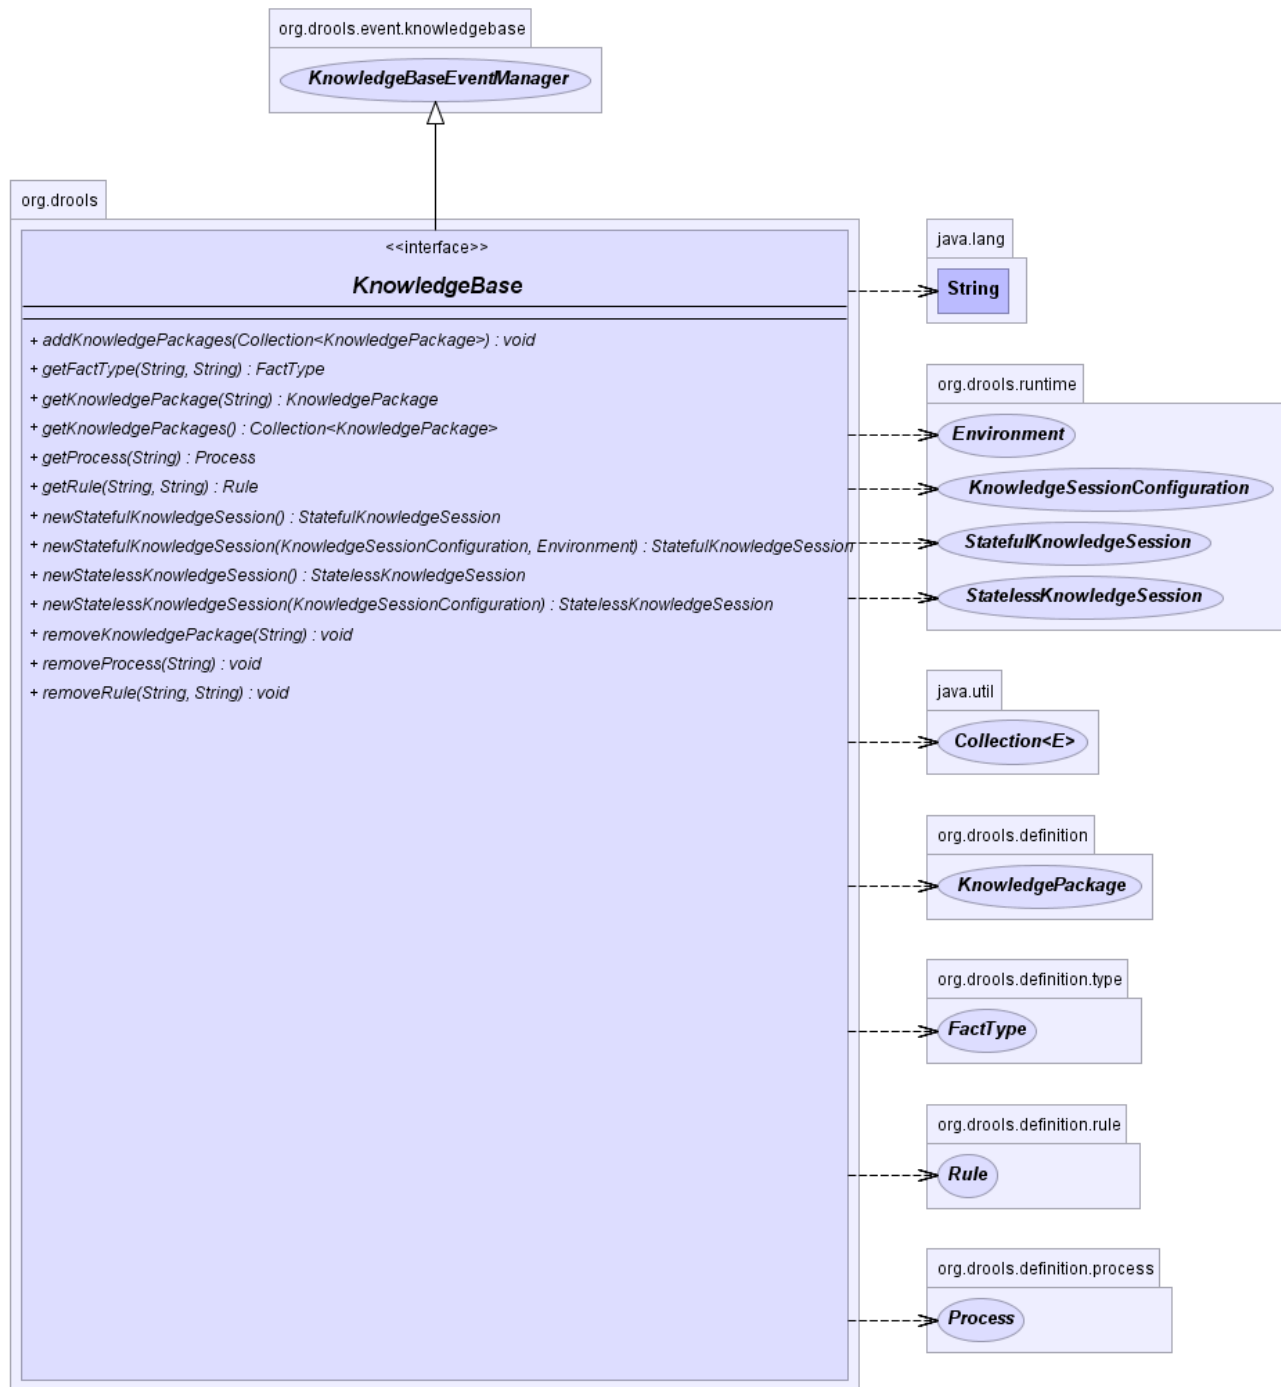 org.drools.event.knowledgebase
KnowledgeBaseEventManager
org.drools
<<interface>>
KnowledgeBase
+ addKnowledgePackages(Collection<KnowledgePackage>) : void
+ getFactType(String, String) : FactType
+ getKnowledgePackage(String) : KnowledgePackage
+ getKnowledgePackages() : Collection<KnowledgePackage>
+ getProcess(String) : Process
+ getRule(String, String) : Rule
+ newStatefulKnowledgeSession() : StatefulKnowledgeSession
+ newStatefulKnowledgeSession(KnowledgeSessionConfiguration, Environment) : StatefulKnowledgeSession
+ newStatelessKnowledgeSession() : StatelessKnowledgeSession
+ newStatelessKnowledgeSession(KnowledgeSessionConfiguration) : StatelessKnowledgeSession
+ removeKnowledgePackage(String) : void
+ removeProcess(String) : void
+ removeRule(String, String) : void
java.lang
String
org.drools.runtime
Environment
KnowledgeSessionConfiguration
StatefulKnowledgeSession
StatelessKnowledgeSession
java.util
Collection<E>
org.drools.definition
KnowledgePackage
org.drools.definition.type
FactType
org.drools.definition.rule
Rule
org.drools.definition.process
Process